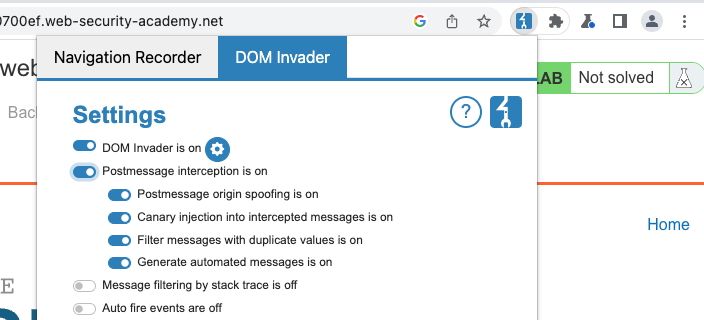 0700ef.web-security-academy.net
Navigation Recorder
DOM Invader
we
LAB
Not solved
Bac
Settings
?
DOM Invader is on
Postmessage interception is on
Postmessage origin spoofing is on
Canary injection into intercepted messages is on
Filter messages with duplicate values is on
Home
Generate automated messages is on
Message filtering by stack trace is off
E
Auto fire events are off